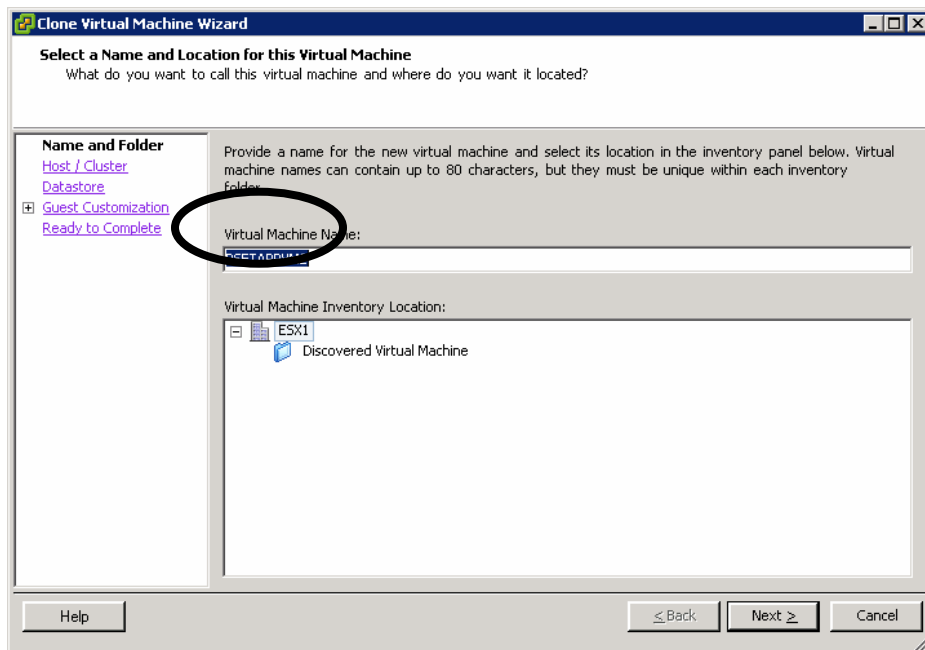 Clone Virtual Machine Wizard
Select a Name and Location for this Virtual Machine
What do you want to call this virtual machine and where do you want it located?
Name and Folder
Host / Cluster
Datastore
Guest Customization
Ready to Complete
Provide a name for the new virtual machine and select its location in the inventory panel below. Virtual
machine names can contain up to 80 characters, but they must be unique within each inventory
folder.
Virtual Machine Name:
Virtual Machine Inventory Location:
ESX1
Discovered Virtual Machine
Help
< Back
Next >
Cancel